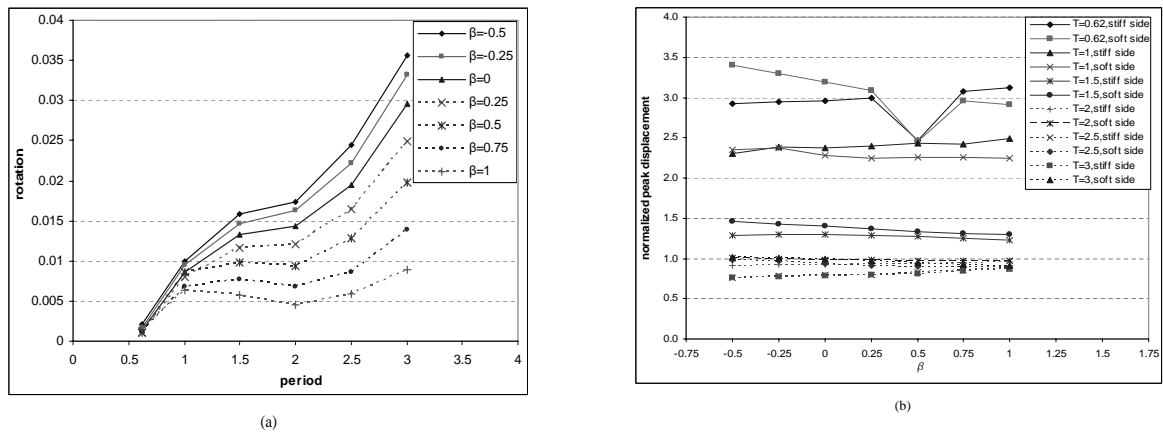 0.04
0.035
0.03
0.025
0.02
0.015
0.01
0.005
0
rotation
0
0.5
1
1.5
2
2.5
3
3.5
4
period
β=-0.5
β=-0.25
β=0
β=0.25
β=0.5
β=0.75
β=1
(a)
4.0
3.5
3.0
2.5
2.0
1.5
1.0
0.5
0.0
normalized peak displacement
-0.75
-0.5
-0.25
0
0.25
0.5
0.75
1
1.25
1.5
1.75
β
T=0.62,stiff side
T=0.62,soft side
T=1,stiff side
T=1,soft side
T=1.5,stiff side
T=1.5,soft side
T=2,stiff side
T=2,soft side
T=2.5,stiff side
T=2.5,soft side
T=3,stiff side
T=3,soft side
(b)